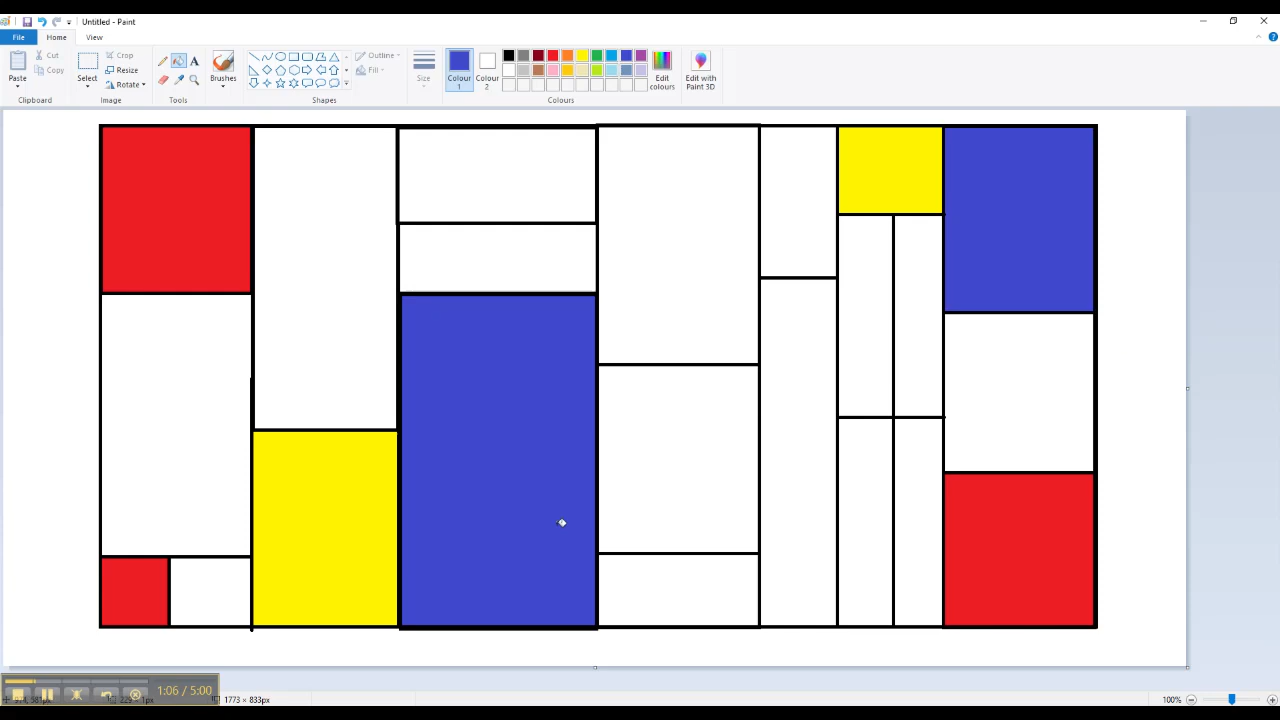 Untitled - Paint
File Home View
Paste
Cut
Copy
Clipboard
Select
Crop
Resize
Rotate
Image
A
Tools
Brushes
Outline
Fill
Shapes
Size
Colour 1
Colour 2
Edit colours
Edit with Paint 3D
Colours
1:06 / 5:00
1773 × 833px
100%